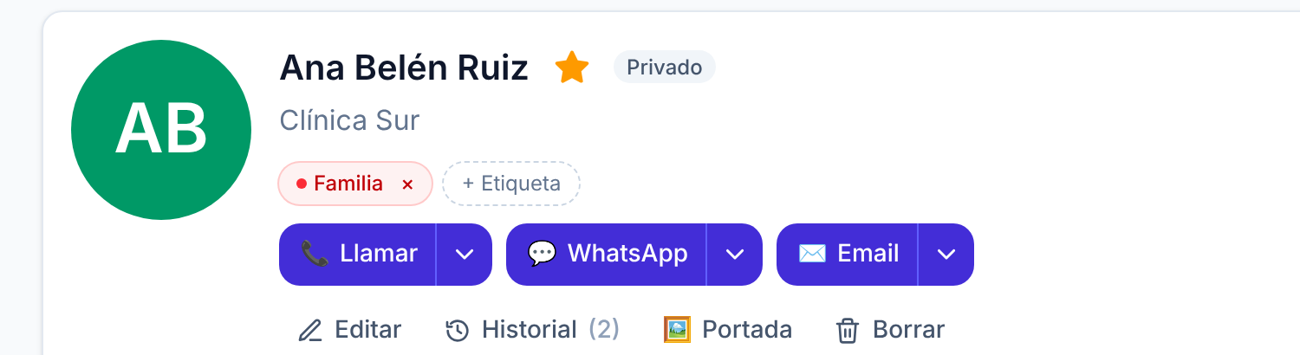 AB
Ana Belén Ruiz ⭐ Privado
Clínica Sur
Familia × + Etiqueta
📞 Llamar 💬 WhatsApp ✉️ Email
Editar Historial (2) 🖼️ Portada Borrar